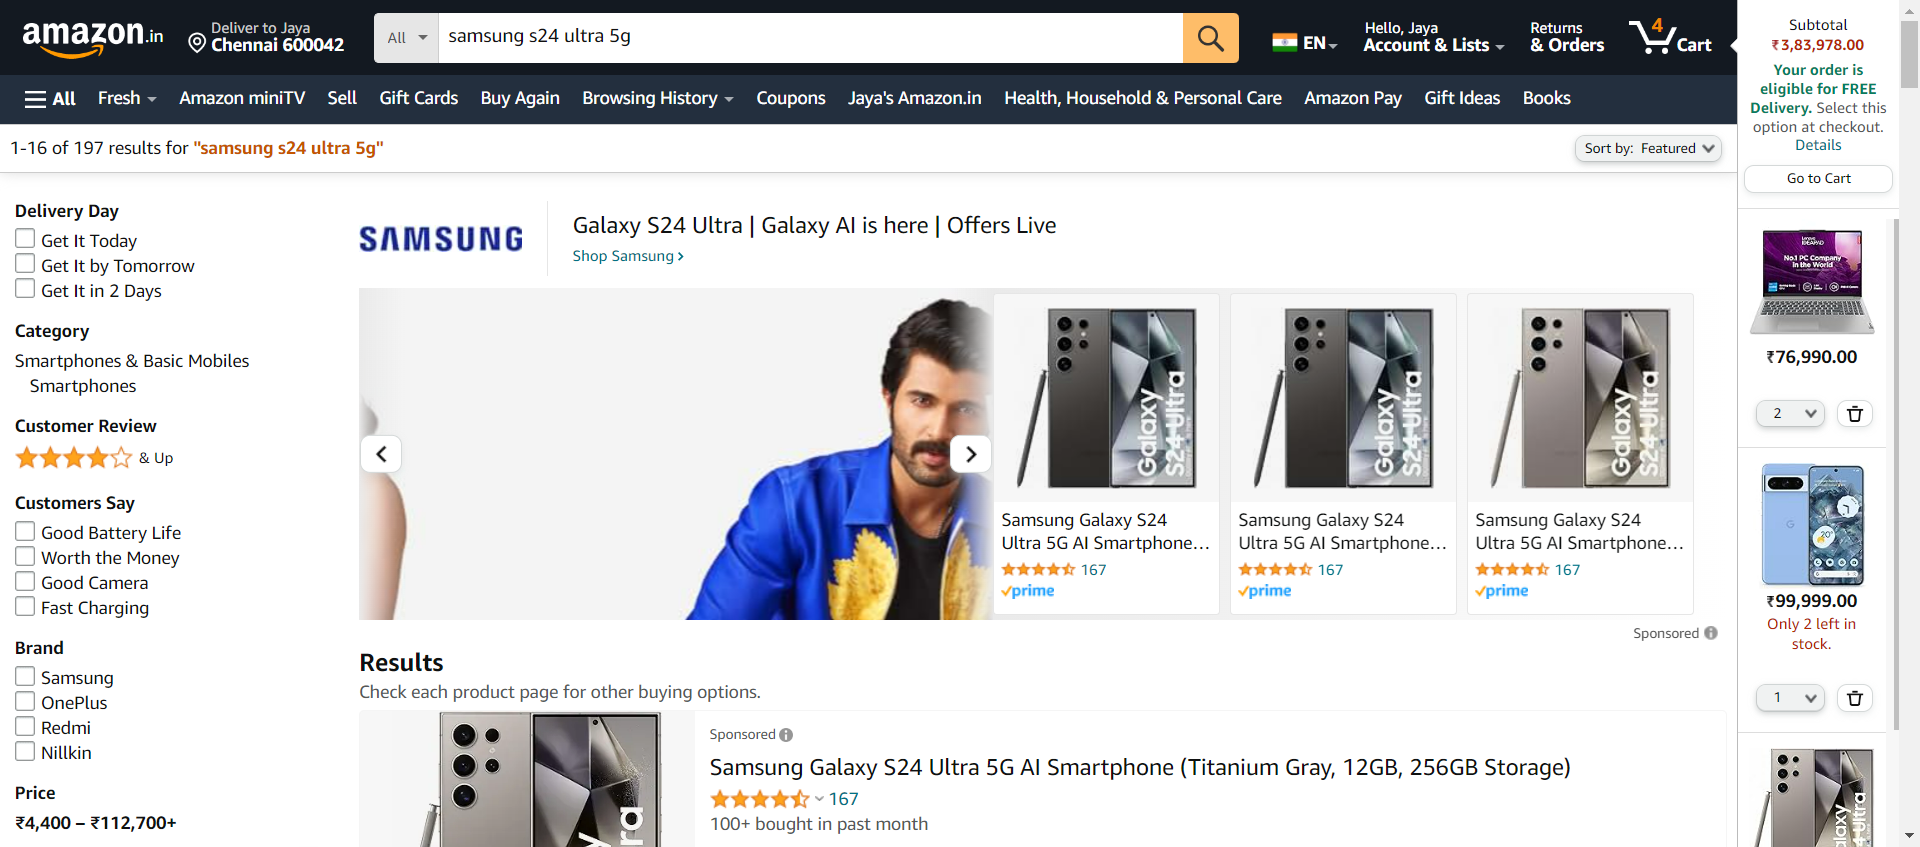 amazon.in
Deliver to Jaya
Chennai 600042
All
samsung s24 ultra 5g
EN
Hello, Jaya
Account & Lists
Returns
& Orders
4
Cart
All
Fresh
Amazon miniTV
Sell
Gift Cards
Buy Again
Browsing History
Coupons
Jaya's Amazon.in
Health, Household & Personal Care
Amazon Pay
Gift Ideas
Books
1-16 of 197 results for "samsung s24 ultra 5g"
Sort by: Featured
Delivery Day
Get It Today
Get It by Tomorrow
Get It in 2 Days
Category
Smartphones & Basic Mobiles
Smartphones
Customer Review
& Up
Customers Say
Good Battery Life
Worth the Money
Good Camera
Fast Charging
Brand
Samsung
OnePlus
Redmi
Nillkin
Price
₹4,400 – ₹112,700+
SAMSUNG
Galaxy S24 Ultra | Galaxy AI is here | Offers Live
Shop Samsung ›
Galaxy
S24 Ultra
Samsung Galaxy S24
Ultra 5G AI Smartphone…
167
prime
Galaxy
S24 Ultra
Samsung Galaxy S24
Ultra 5G AI Smartphone…
167
prime
Galaxy
S24 Ultra
Samsung Galaxy S24
Ultra 5G AI Smartphone…
167
prime
Sponsored
Results
Check each product page for other buying options.
Sponsored
Samsung Galaxy S24 Ultra 5G AI Smartphone (Titanium Gray, 12GB, 256GB Storage)
167
100+ bought in past month
Subtotal
₹3,83,978.00
Your order is
eligible for FREE
Delivery. Select this
option at checkout.
Details
Go to Cart
Lenovo
IDEAPAD
No.1 PC Company
in the World
₹76,990.00
2
20°
₹99,999.00
Only 2 left in
stock.
1